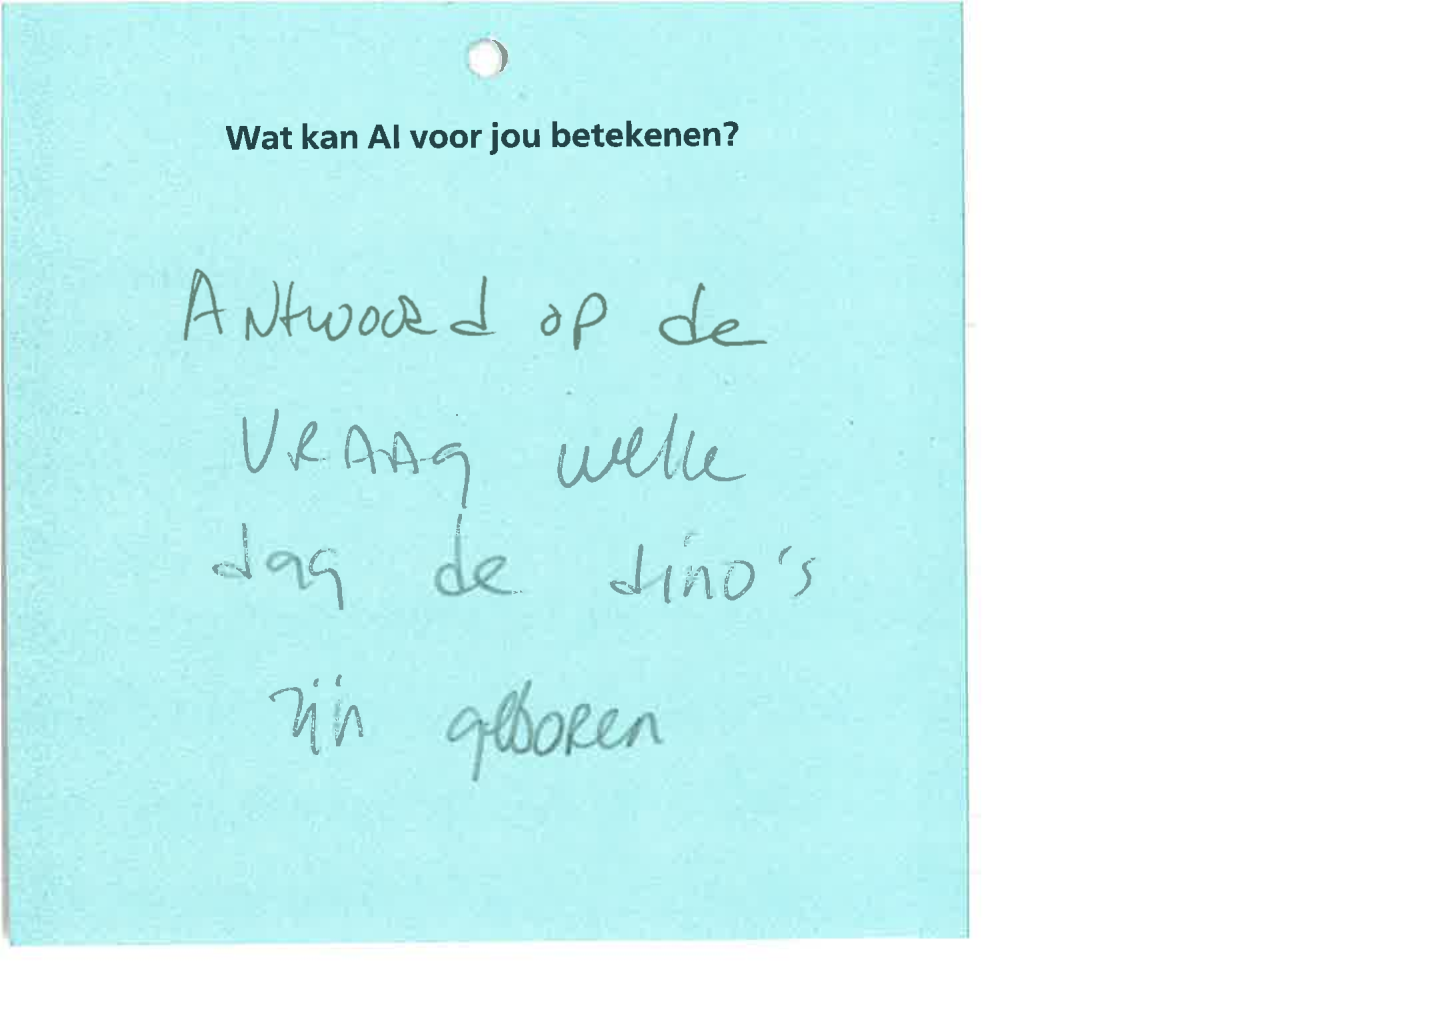 Wat kan AI voor jou betekenen?
Antwoord op de
vraag welke
dag de dino's
zijn geboren